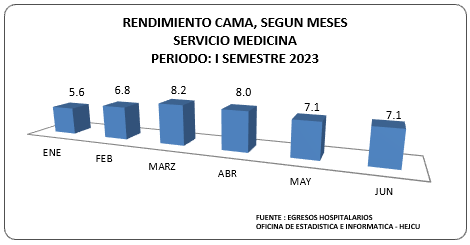 RENDIMIENTO CAMA, SEGUN MESES
SERVICIO MEDICINA
PERIODO: I SEMESTRE 2023
5.6
6.8
8.2
8.0
7.1
7.1
ENE
FEB
MARZ
ABR
MAY
JUN
FUENTE : EGRESOS HOSPITALARIOS
OFICINA DE ESTADISTICA E INFORMATICA - HEJCU